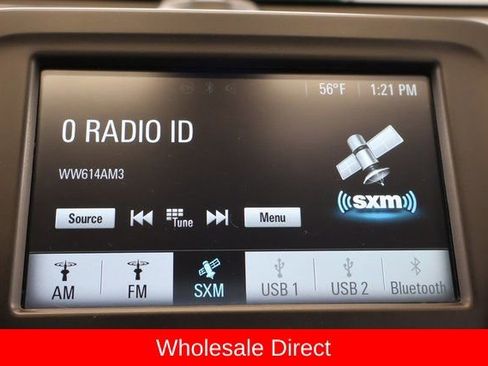 56°F 1:21 PM
0 RADIO ID
WW614AM3
sxm
Source Tune Menu
AM FM SXM USB 1 USB 2 Bluetooth
Wholesale Direct